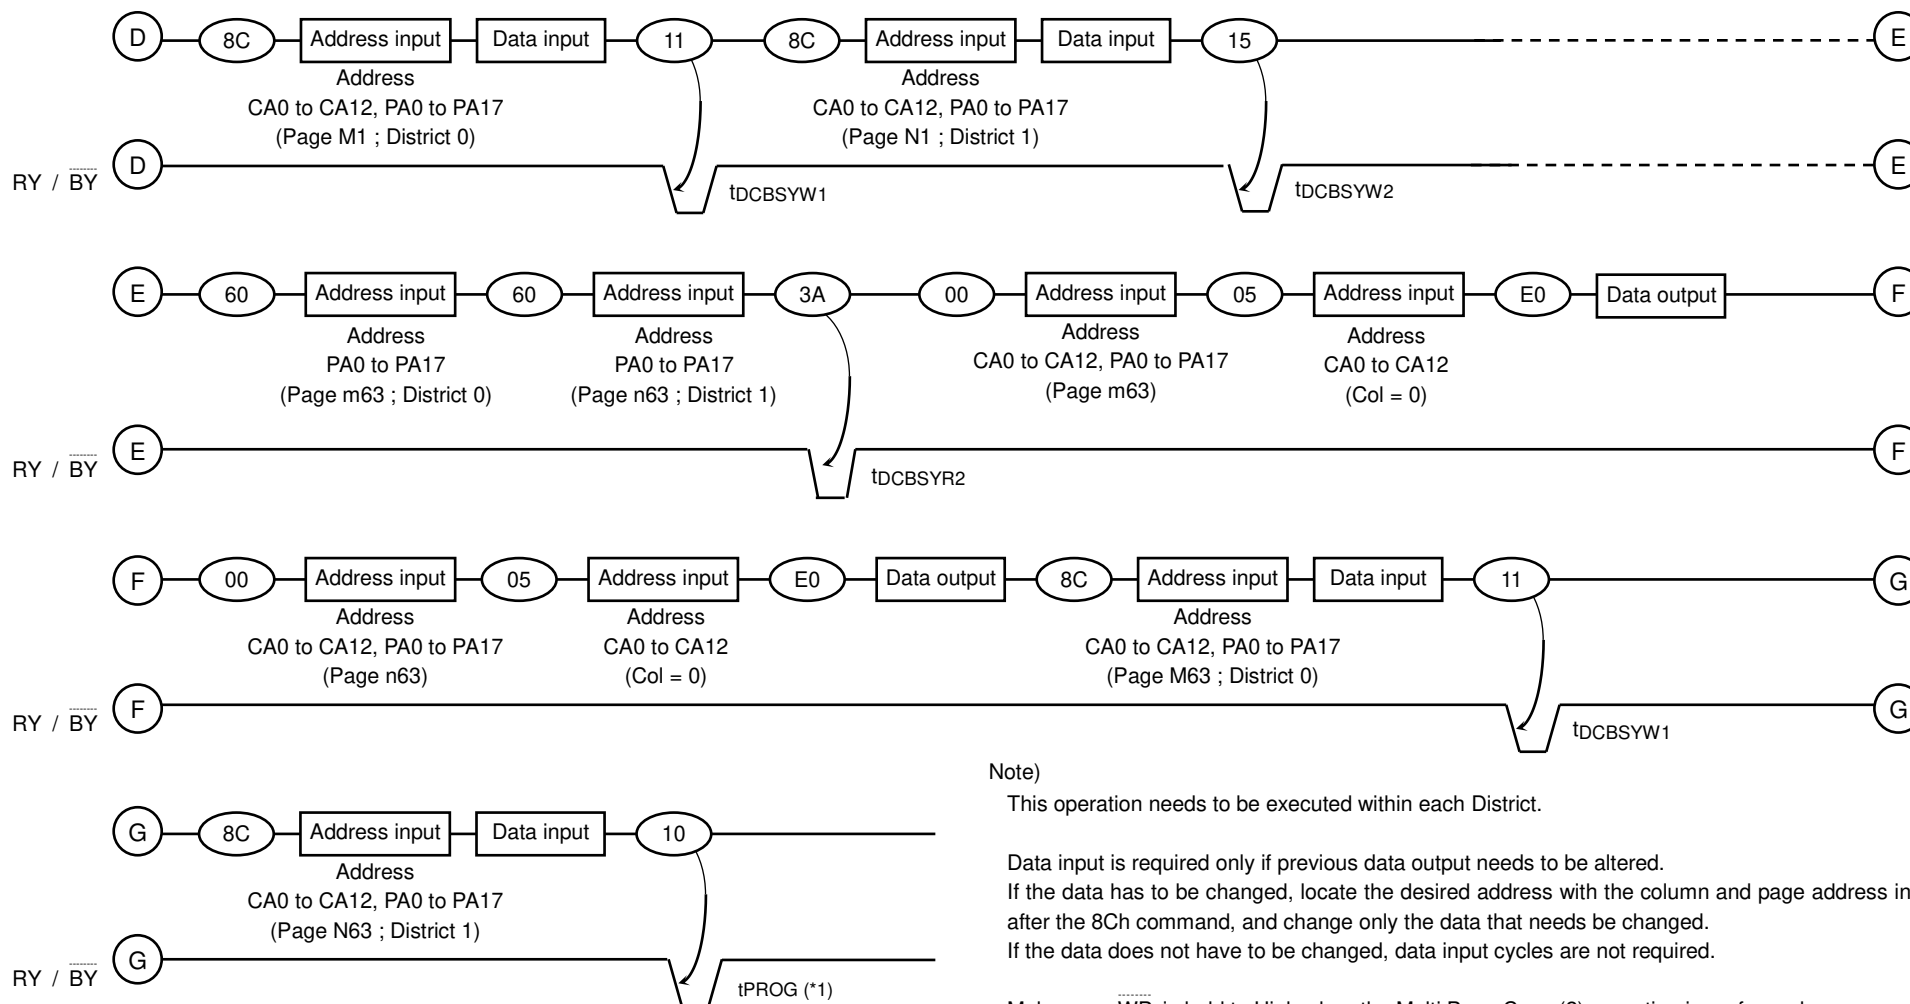 D 8C Address input Data input 11 8C Address input Data input 15 E
Address Address
CA0 to CA12, PA0 to PA17 CA0 to CA12, PA0 to PA17
(Page M1 ; District 0) (Page N1 ; District 1)
RY / BY D E
tDCBSYW1 tDCBSYW2
E 60 Address input 60 Address input 3A 00 Address input 05 Address input E0 Data output F
Address Address Address Address
PA0 to PA17 PA0 to PA17 CA0 to CA12, PA0 to PA17 CA0 to CA12
(Page m63 ; District 0) (Page n63 ; District 1) (Page m63) (Col = 0)
RY / BY E F
tDCBSYR2
F 00 Address input 05 Address input E0 Data output 8C Address input Data input 11 G
Address Address Address
CA0 to CA12, PA0 to PA17 CA0 to CA12 CA0 to CA12, PA0 to PA17
(Page n63) (Col = 0) (Page M63 ; District 0)
RY / BY F G
tDCBSYW1
G 8C Address input Data input 10
Address
CA0 to CA12, PA0 to PA17
(Page N63 ; District 1)
RY / BY G
tPROG (*1)
Note)
This operation needs to be executed within each District.
Data input is required only if previous data output needs to be altered.
If the data has to be changed, locate the desired address with the column and page address in
after the 8Ch command, and change only the data that needs be changed.
If the data does not have to be changed, data input cycles are not required.